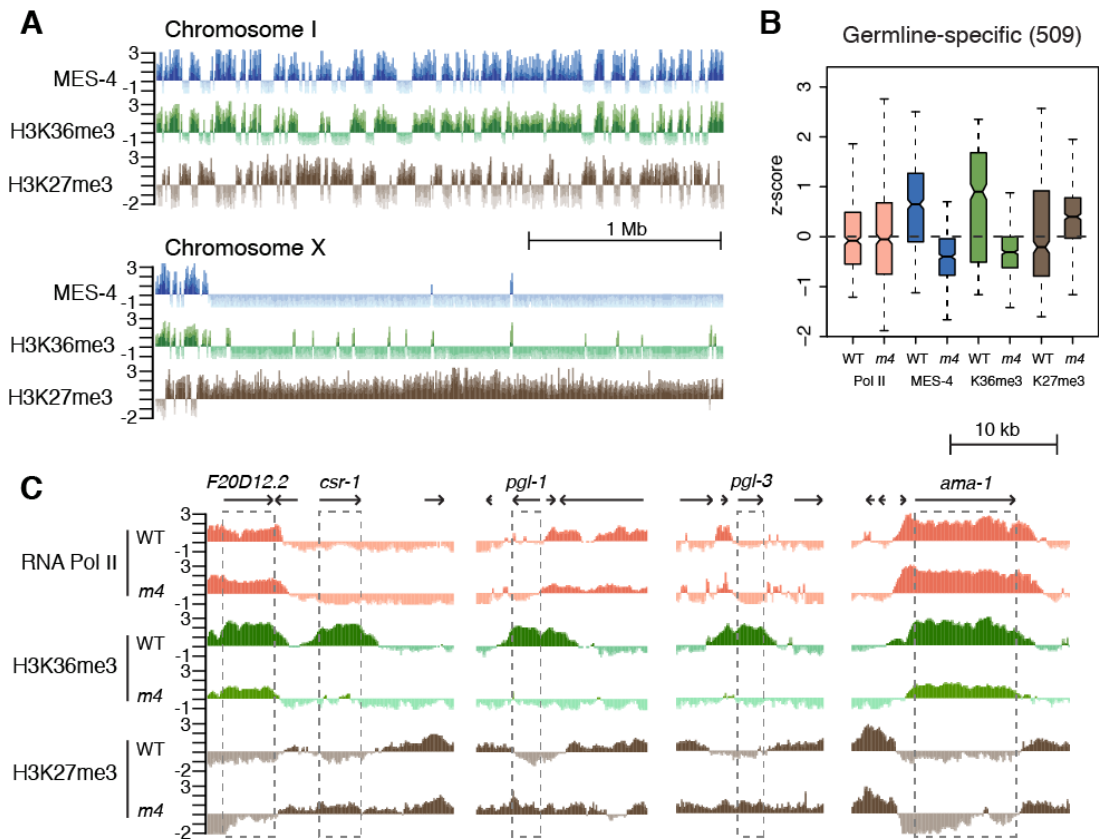 A
Chromosome I
MES-4
3
-1
H3K36me3
3
-1
H3K27me3
3
-2
1 Mb
Chromosome X
MES-4
3
-1
H3K36me3
3
-1
H3K27me3
3
-2
B
Germline-specific (509)
z-score
3
2
1
0
-1
-2
WT m4 WT m4 WT m4 WT m4
Pol II MES-4 K36me3 K27me3
10 kb
C
F20D12.2 csr-1 pgl-1 pgl-3 ama-1
RNA Pol II
WT
3
-1
m4
3
-1
H3K36me3
WT
3
-1
m4
3
-1
H3K27me3
WT
3
-2
m4
3
-2